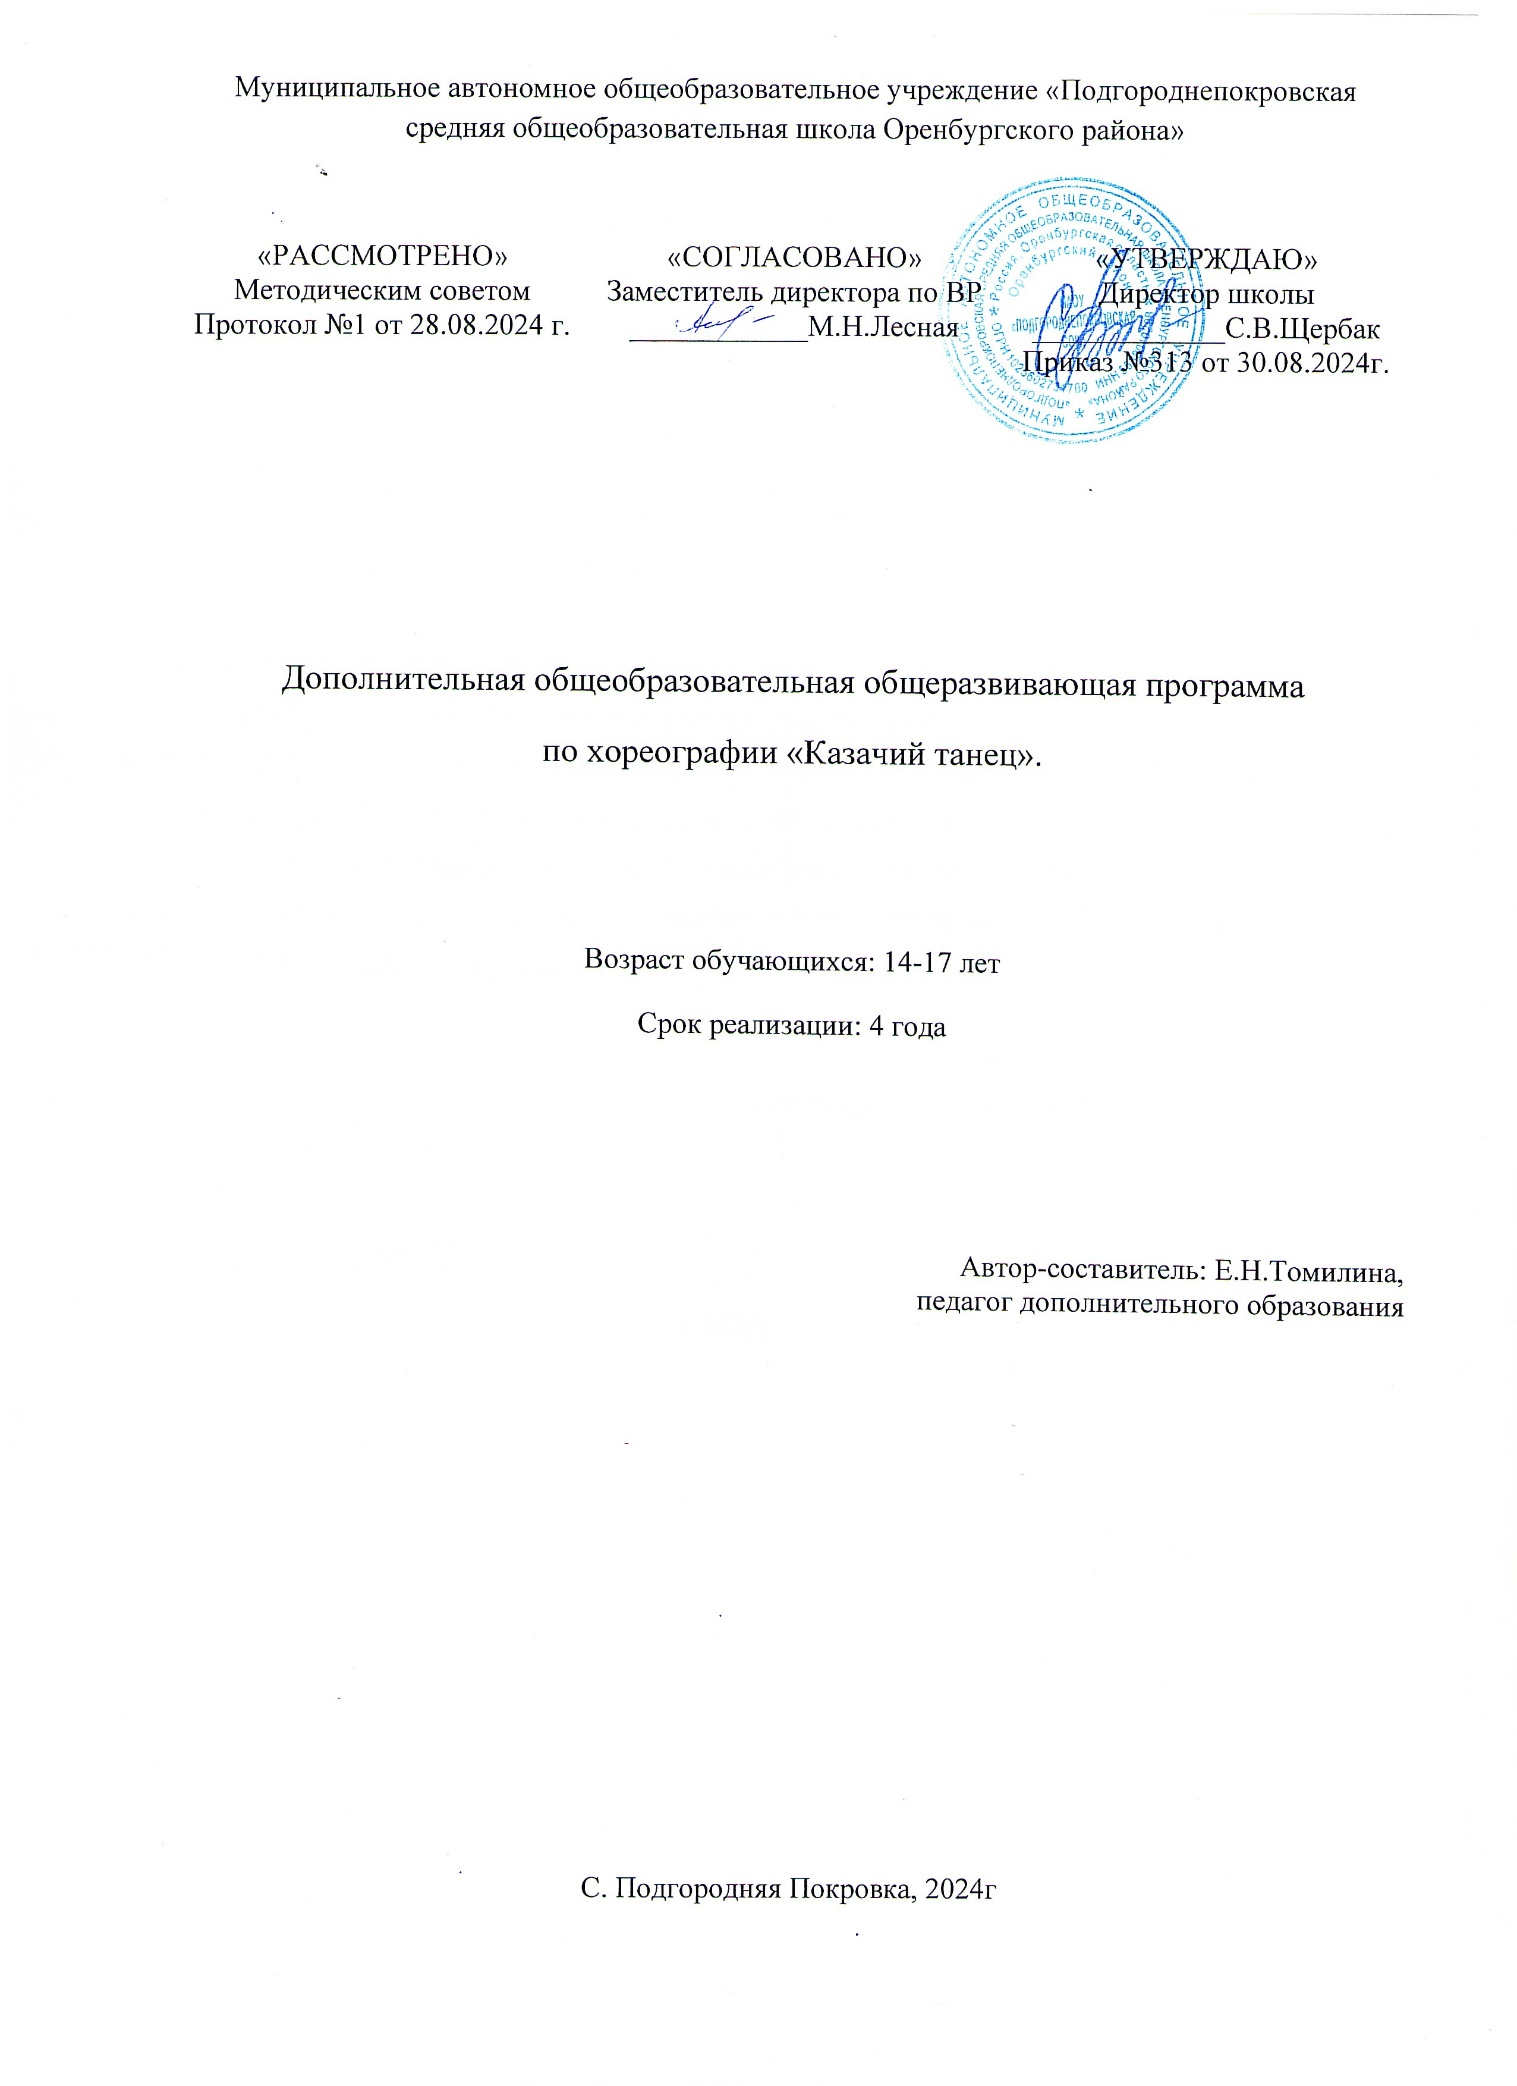 Муниципальное автономное общеобразовательное учреждение «Подгороднепокровская
средняя общеобразовательная школа Оренбургского района»
«РАССМОТРЕНО»
Методическим советом
Протокол №1 от 28.08.2024 г.
«СОГЛАСОВАНО»
Заместитель директора по ВР
М.Н.Лесная
«УТВЕРЖДАЮ»
Директор школы
С.В.Щербак
Приказ №313 от 30.08.2024г.
Дополнительная общеобразовательная общеразвивающая программа
по хореографии «Казачий танец».
Возраст обучающихся: 14-17 лет
Срок реализации: 4 года
Автор-составитель: Е.Н.Томилина,
педагог дополнительного образования
С. Подгородняя Покровка, 2024г